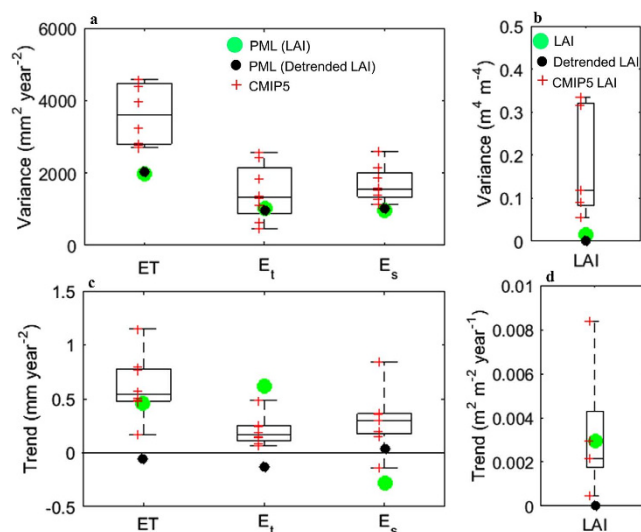 a
6000
4000
2000
0
Variance (mm² year⁻²)
PML (LAI)
PML (Detrended LAI)
CMIP5
ET
Eₜ
Eₛ
b
0.5
0.4
0.3
0.2
0.1
0
Variance (m⁴ m⁻⁴)
LAI
Detrended LAI
CMIP5 LAI
LAI
c
1.5
1
0.5
0
-0.5
Trend (mm year⁻²)
ET
Eₜ
Eₛ
d
0.01
0.008
0.006
0.004
0.002
0
Trend (m² m⁻² year⁻¹)
LAI